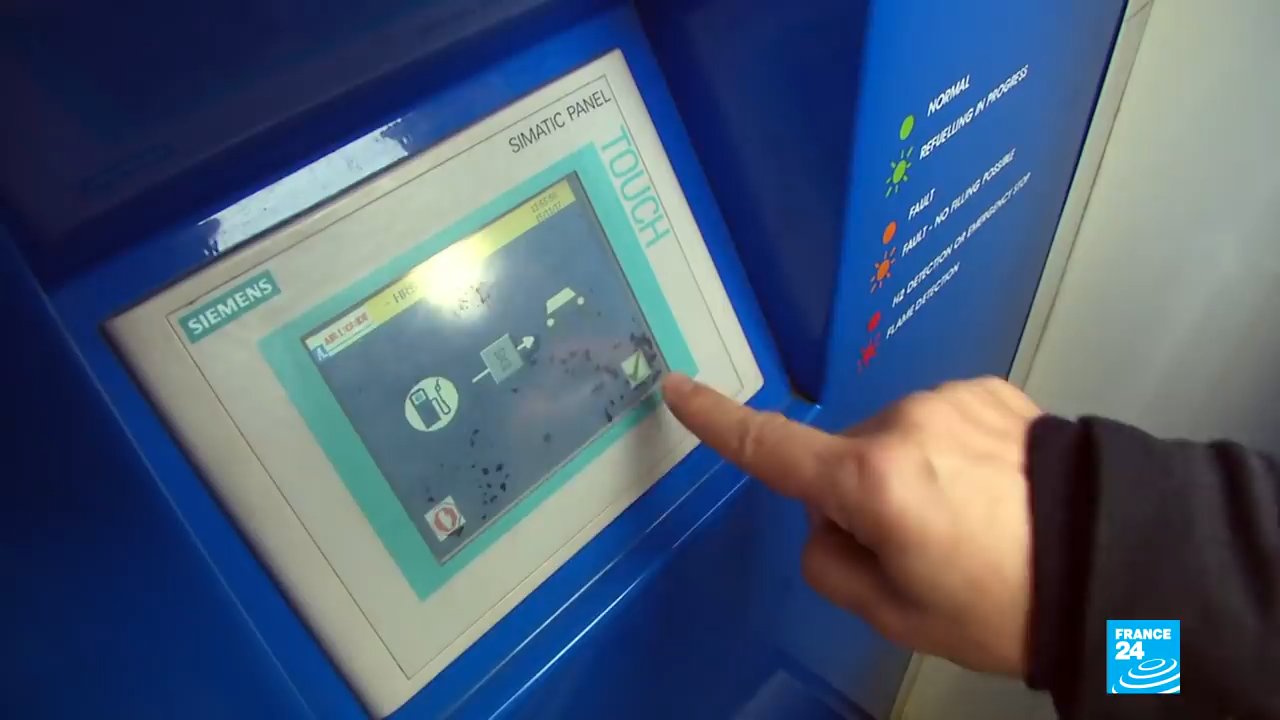 SIEMENS
SIMATIC PANEL
TOUCH
AIR LIQUIDE
NORMAL
REFUELLING IN PROGRESS
FAULT
FAULT - NO FILLING POSSIBLE
H2 DETECTION OR EMERGENCY STOP
FLAME DETECTION
FRANCE
24